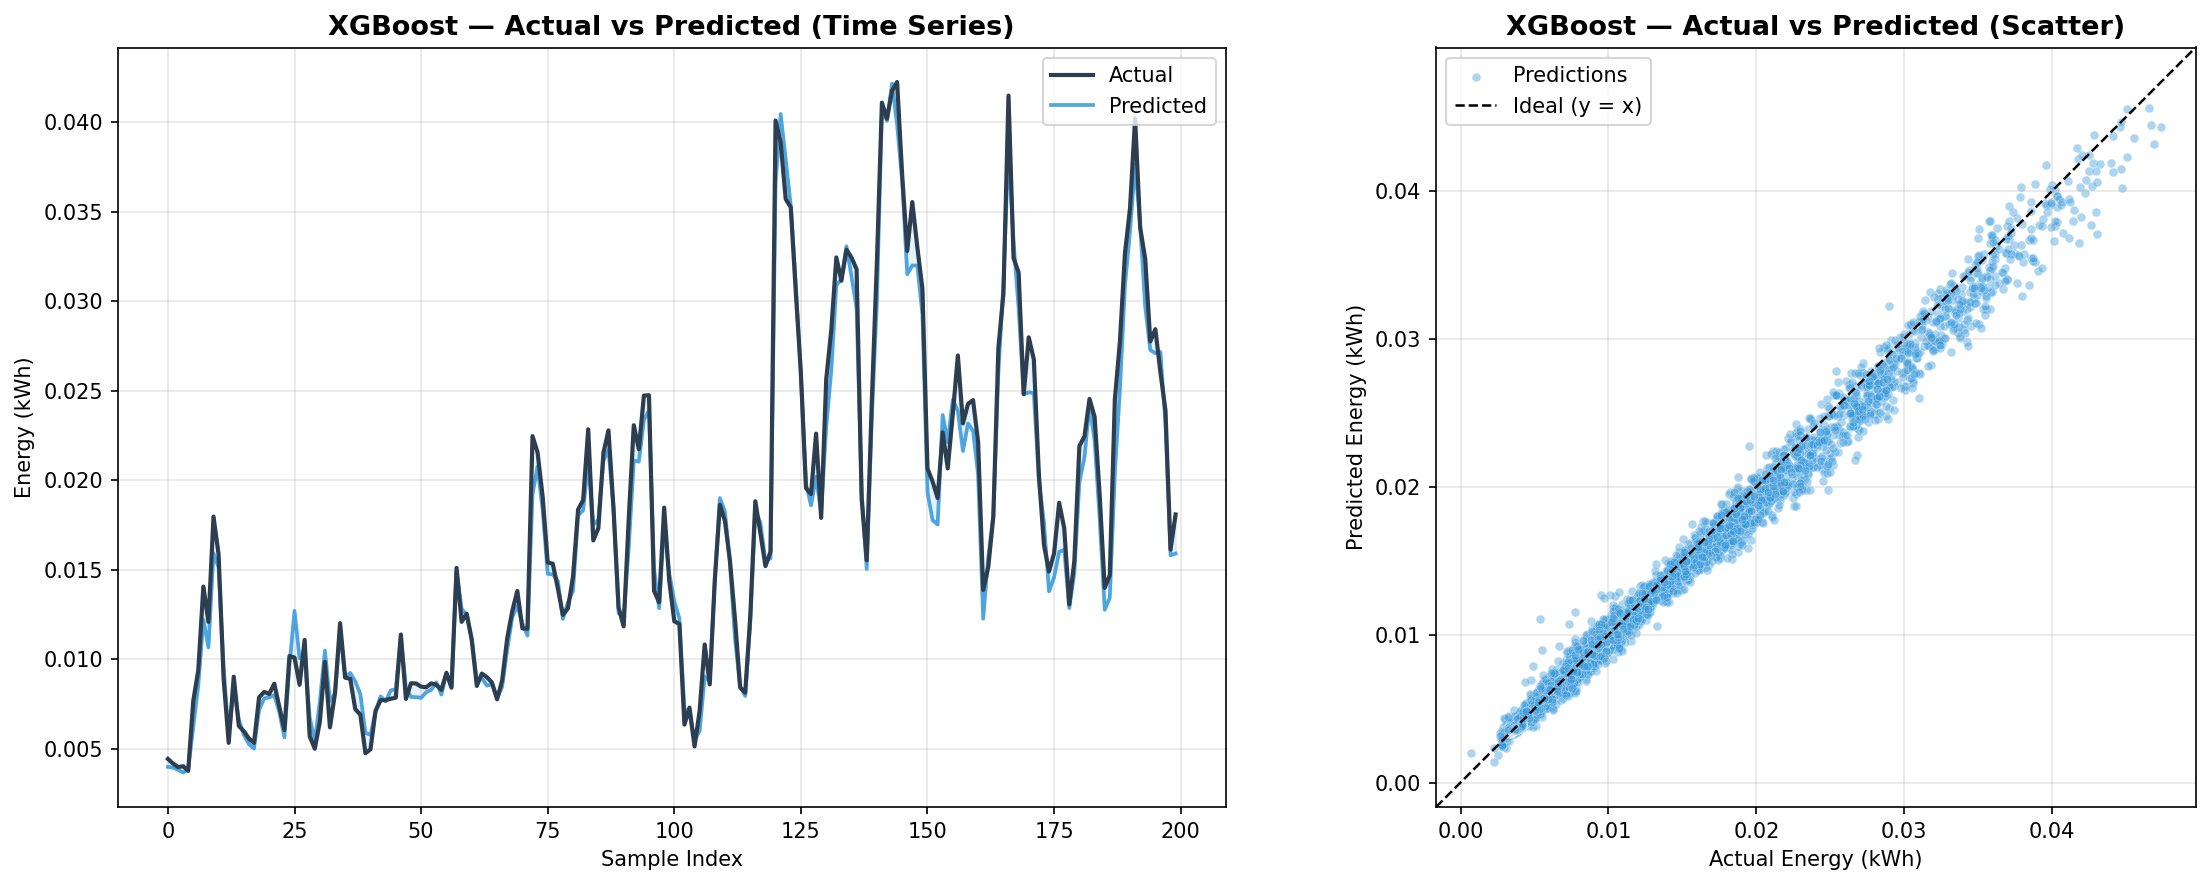 XGBoost — Actual vs Predicted (Time Series)
Energy (kWh)
0.040
0.035
0.030
0.025
0.020
0.015
0.010
0.005
Actual
Predicted
0 25 50 75 100 125 150 175 200
Sample Index
XGBoost — Actual vs Predicted (Scatter)
Predicted Energy (kWh)
Predictions
Ideal (y = x)
0.04
0.03
0.02
0.01
0.00
0.00 0.01 0.02 0.03 0.04
Actual Energy (kWh)